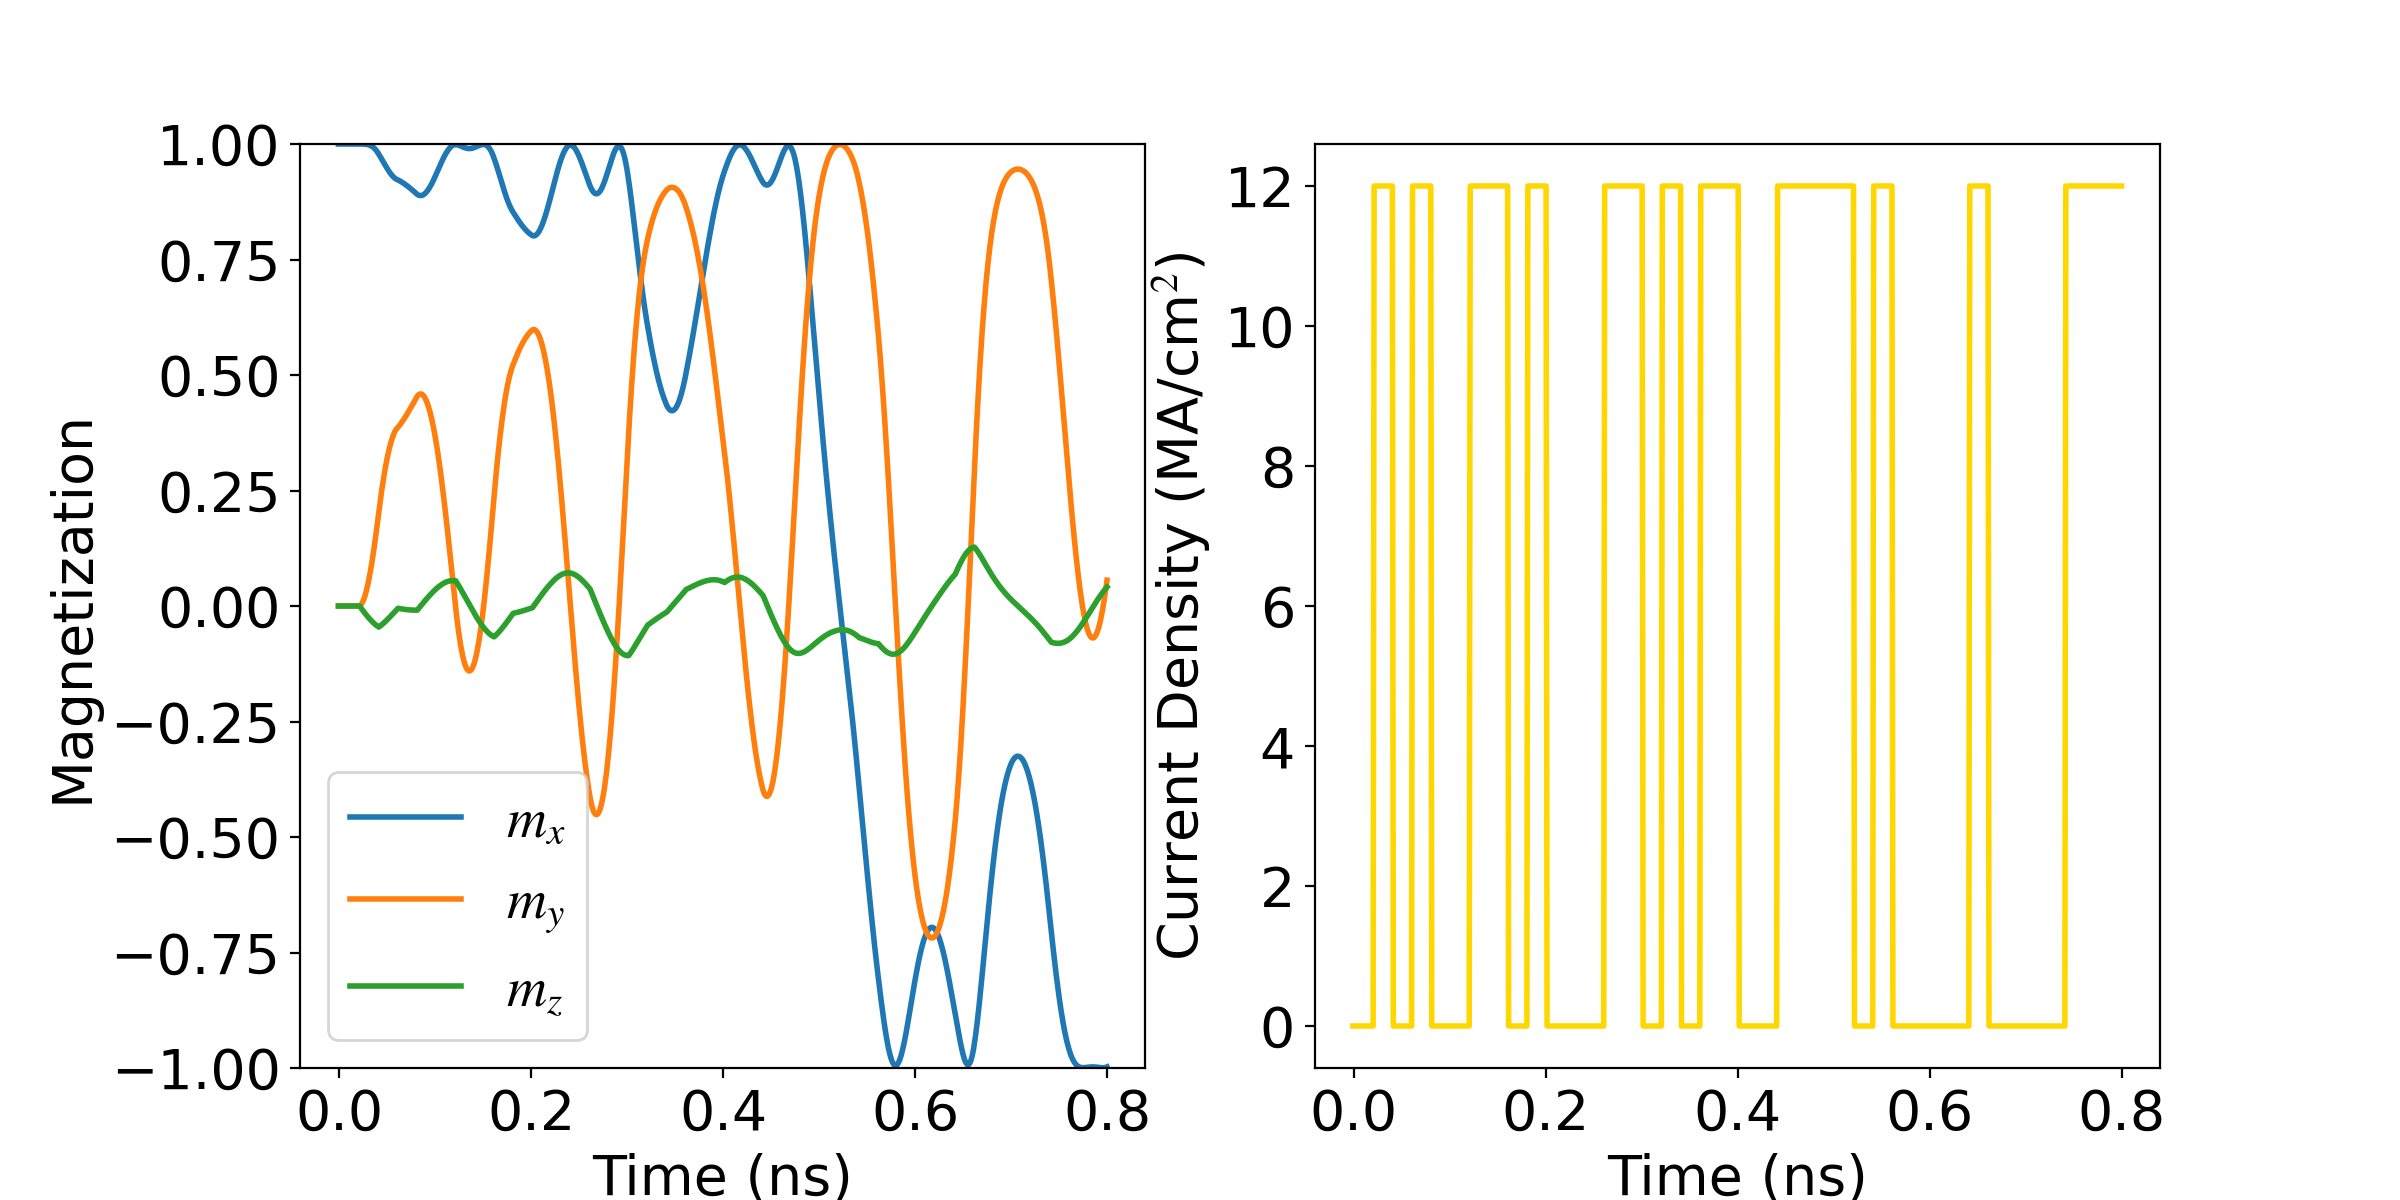 Magnetization
1.00
0.75
0.50
0.25
0.00
−0.25
−0.50
−0.75
−1.00
m_x
m_y
m_z
0.0 0.2 0.4 0.6 0.8
Time (ns)
Current Density (MA/cm²)
12
10
8
6
4
2
0
0.0 0.2 0.4 0.6 0.8
Time (ns)